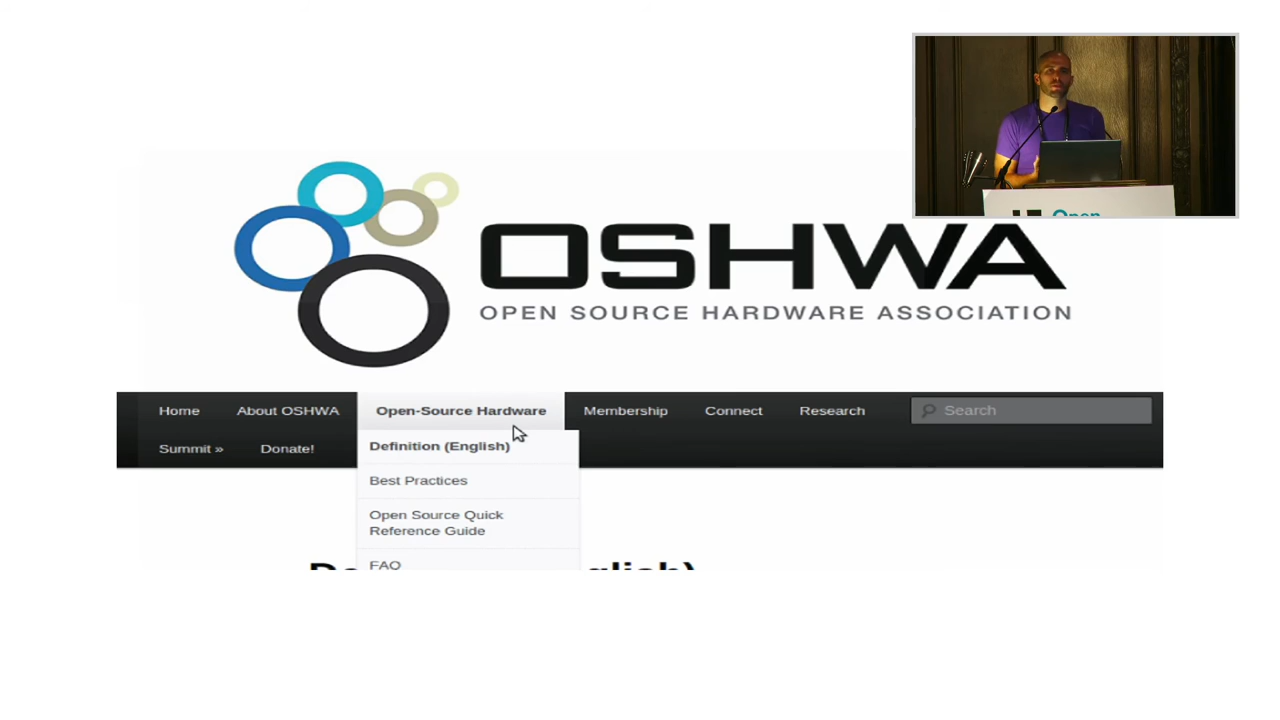 Open
OSHWA
OPEN SOURCE HARDWARE ASSOCIATION
Home About OSHWA Open-Source Hardware Membership Connect Research Search
Summit » Donate!
Definition (English)
Best Practices
Open Source Quick
Reference Guide
FAQ